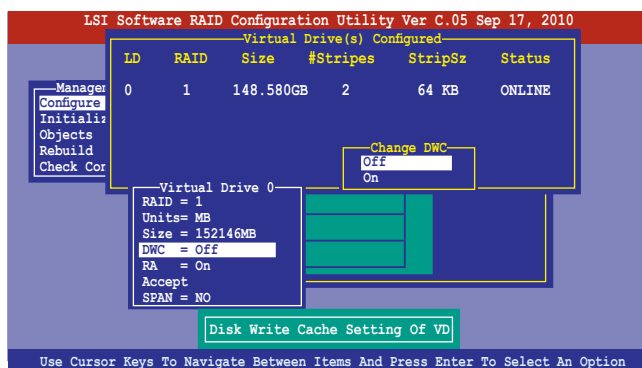 LSI Software RAID Configuration Utility Ver C.05 Sep 17, 2010
Virtual Drive(s) Configured
LD RAID Size #Stripes StripSz Status
0 1 148.580GB 2 64 KB ONLINE
Manager
Configure
Initializ
Objects
Rebuild
Check Con
Change DWC
Off
On
Virtual Drive 0
RAID = 1
Units= MB
Size = 152146MB
DWC = Off
RA = On
Accept
SPAN = NO
Disk Write Cache Setting Of VD
Use Cursor Keys To Navigate Between Items And Press Enter To Select An Option